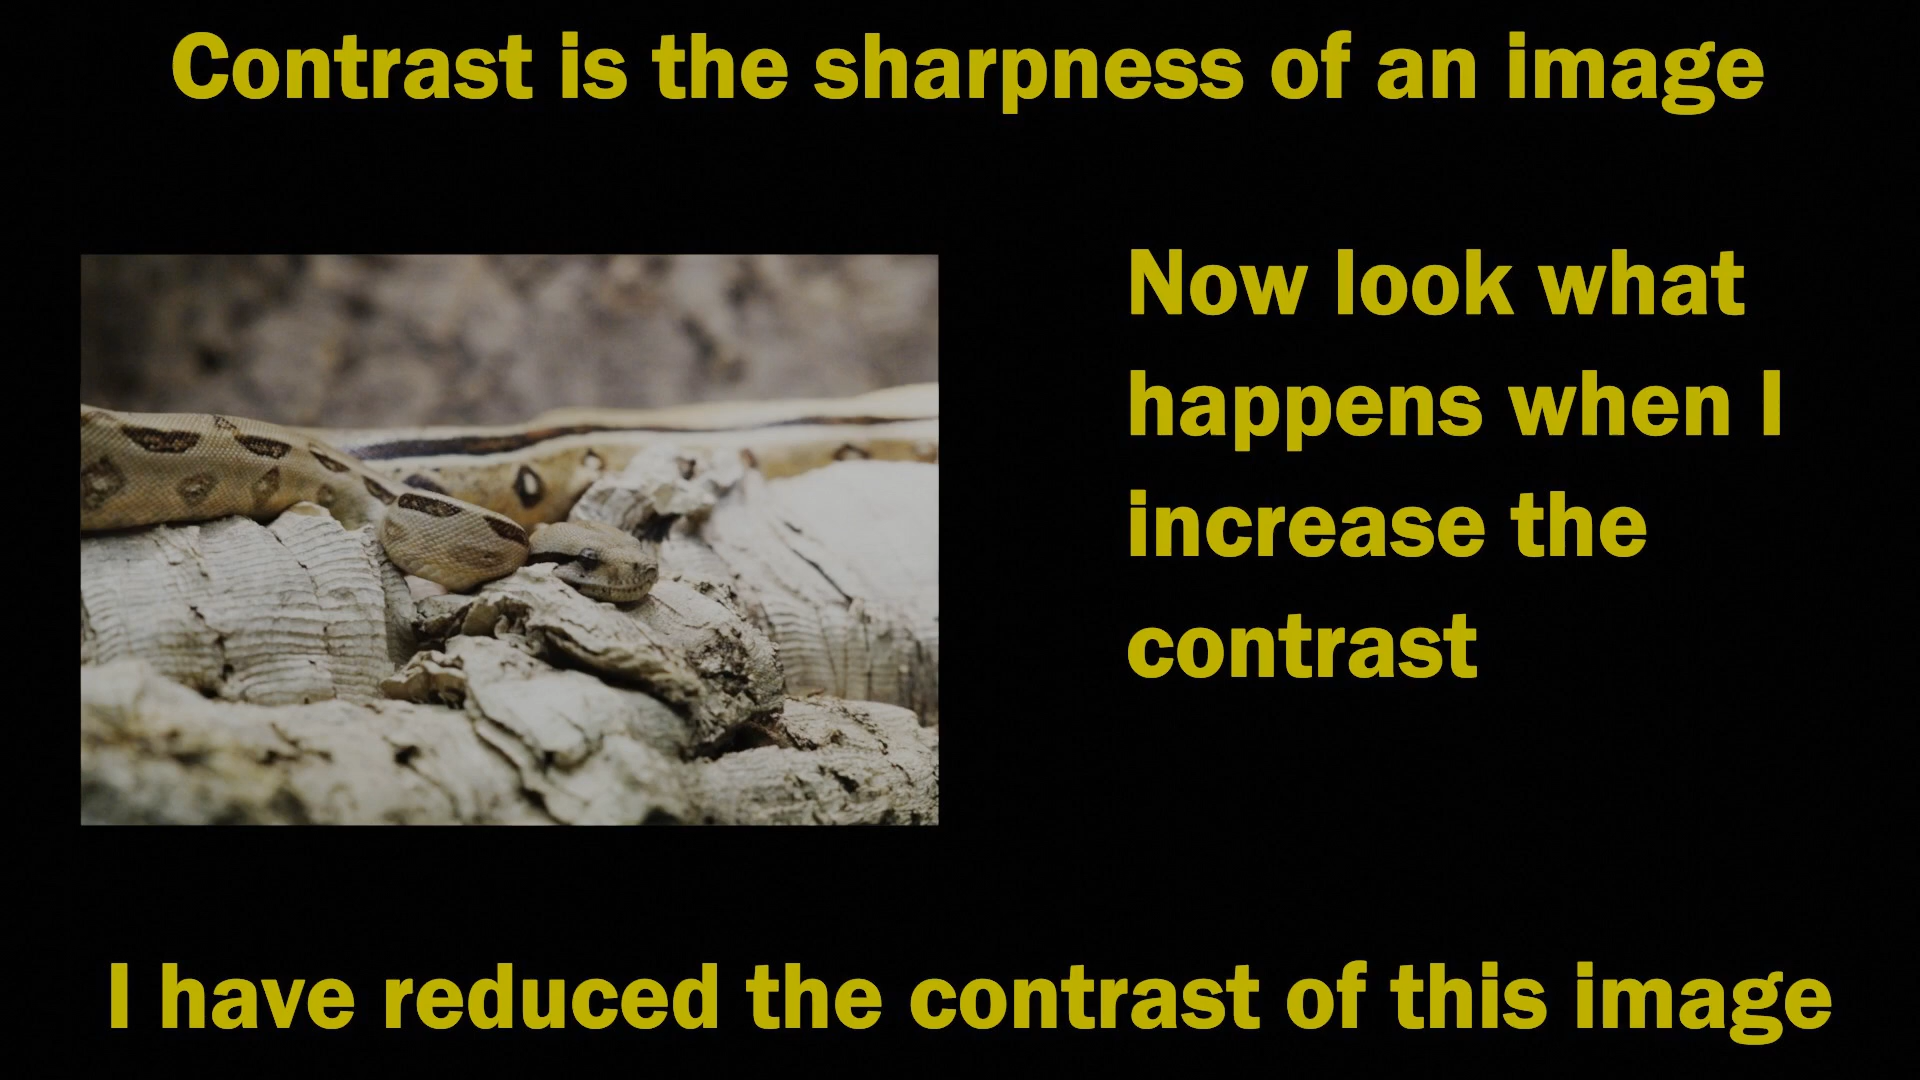 Contrast is the sharpness of an image
Now look what
happens when I
increase the
contrast
I have reduced the contrast of this image